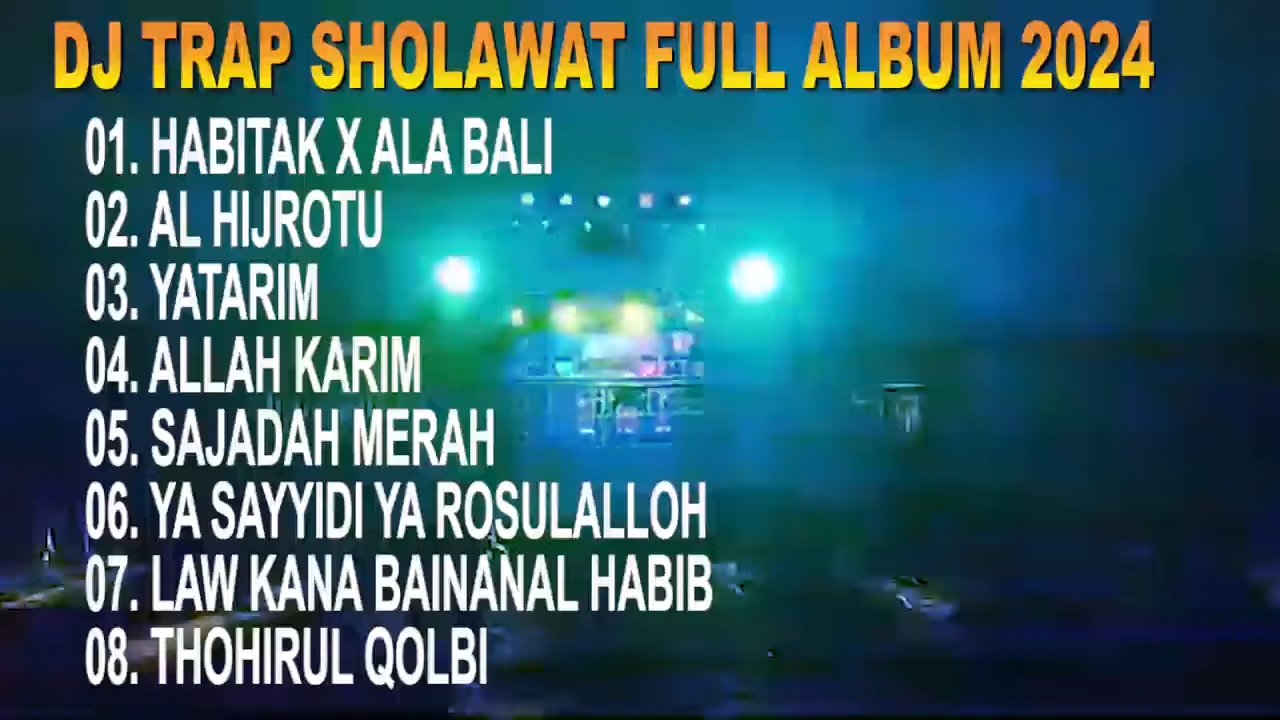 DJ TRAP SHOLAWAT FULL ALBUM 2024
01. HABITAK X ALA BALI
02. AL HIJROTU
03. YATARIM
04. ALLAH KARIM
05. SAJADAH MERAH
06. YA SAYYIDI YA ROSULALLOH
07. LAW KANA BAINANAL HABIB
08. THOHIRUL QOLBI